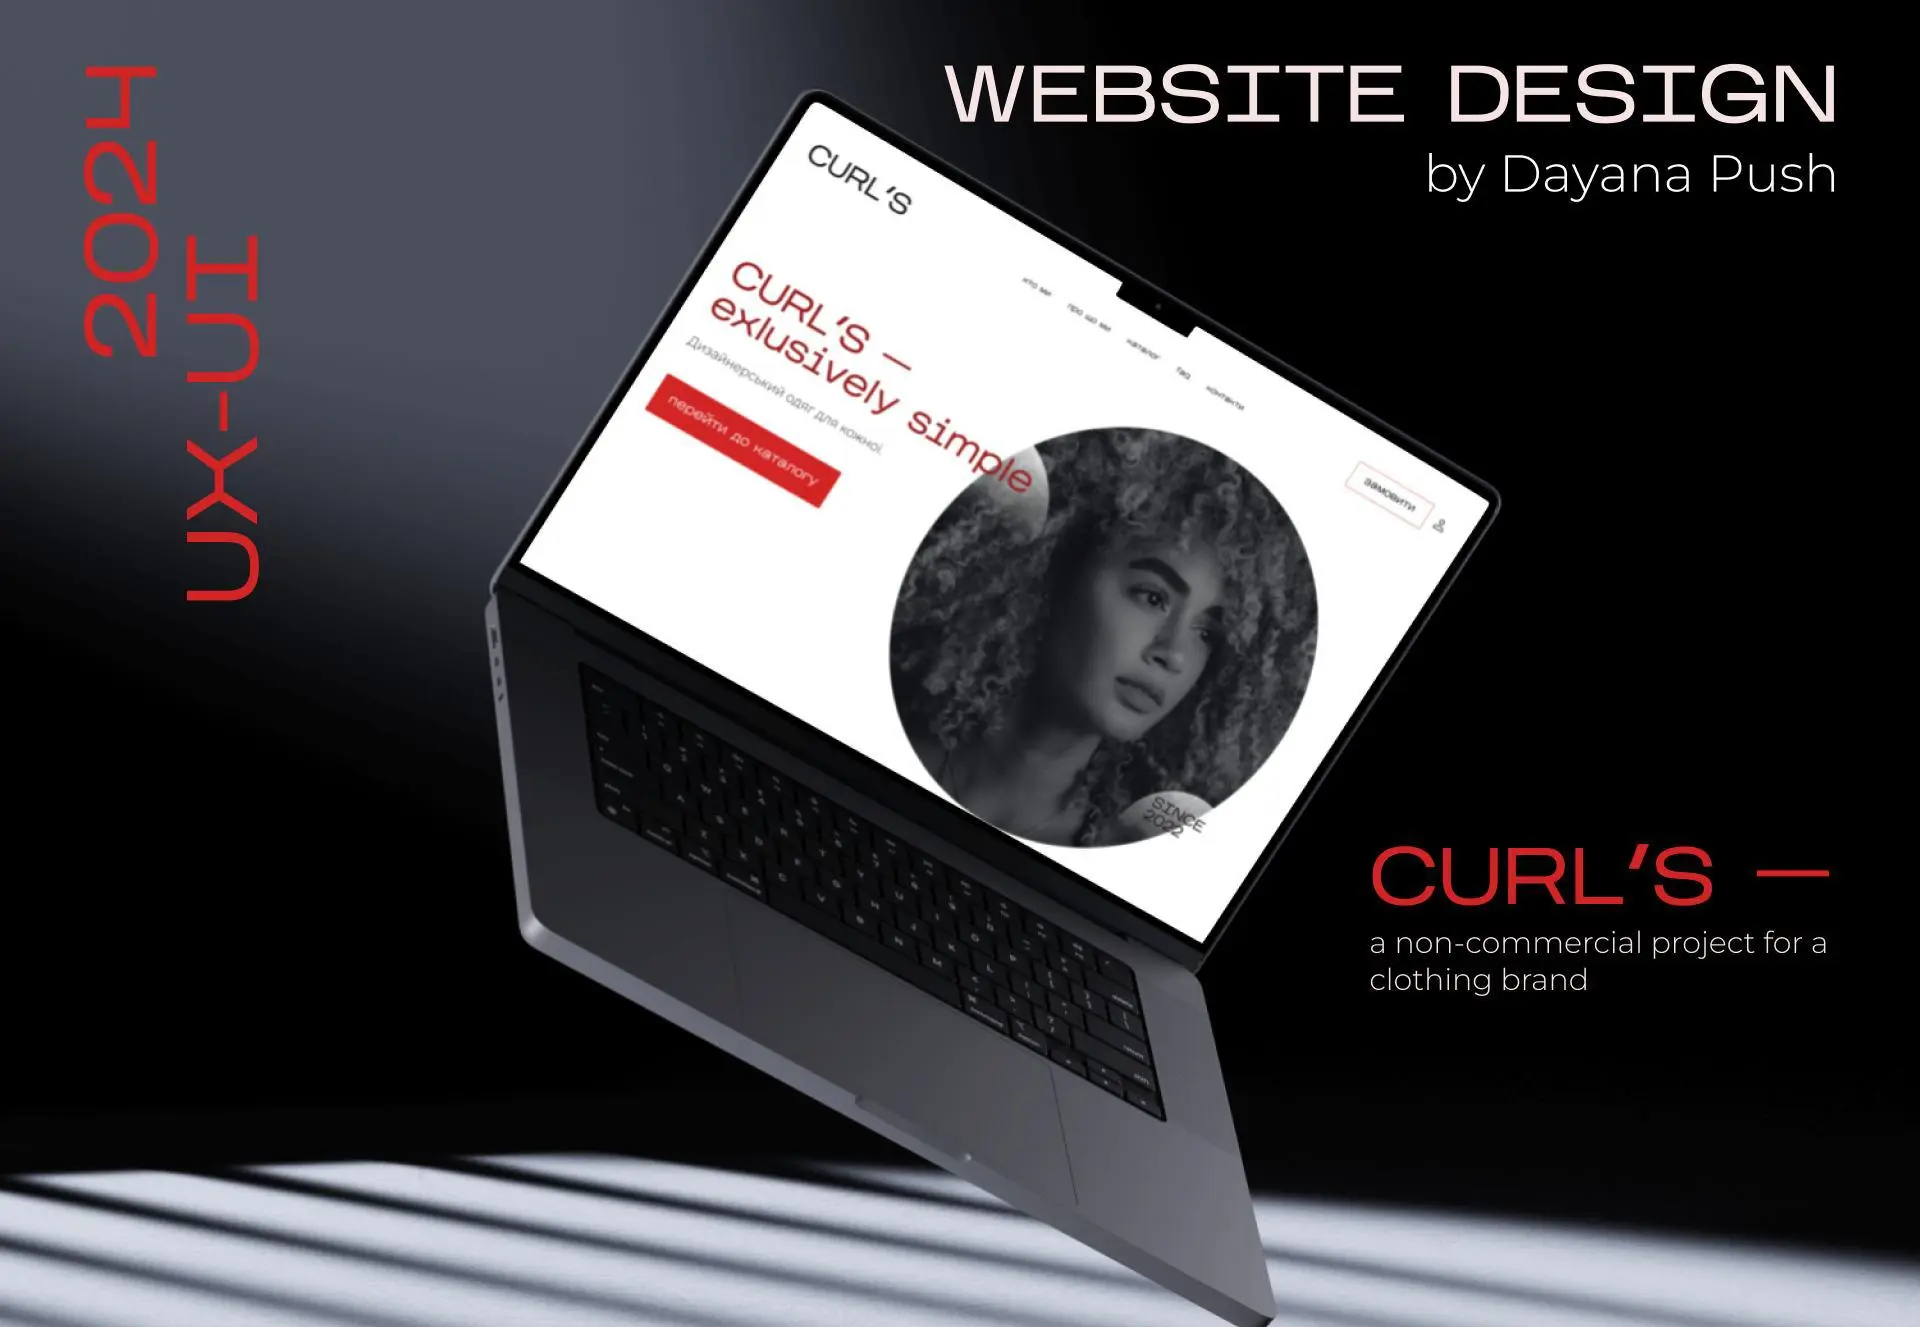 2024
UX-UI
WEBSITE DESIGN
by Dayana Push
CURL'S
хто ми
про що ми
каталог
faq
контакти
замовити
CURL'S —
exlusively simple
Дизайнерський одяг для кожної.
перейти до каталогу
SINCE
2022
CURL'S —
a non-commercial project for a
clothing brand